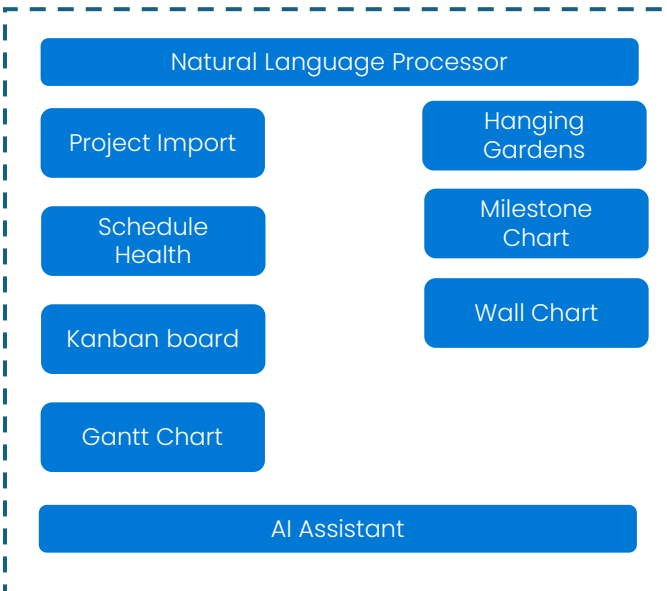 Natural Language Processor
Project Import
Hanging
Gardens
Schedule
Health
Milestone
Chart
Kanban board
Wall Chart
Gantt Chart
AI Assistant